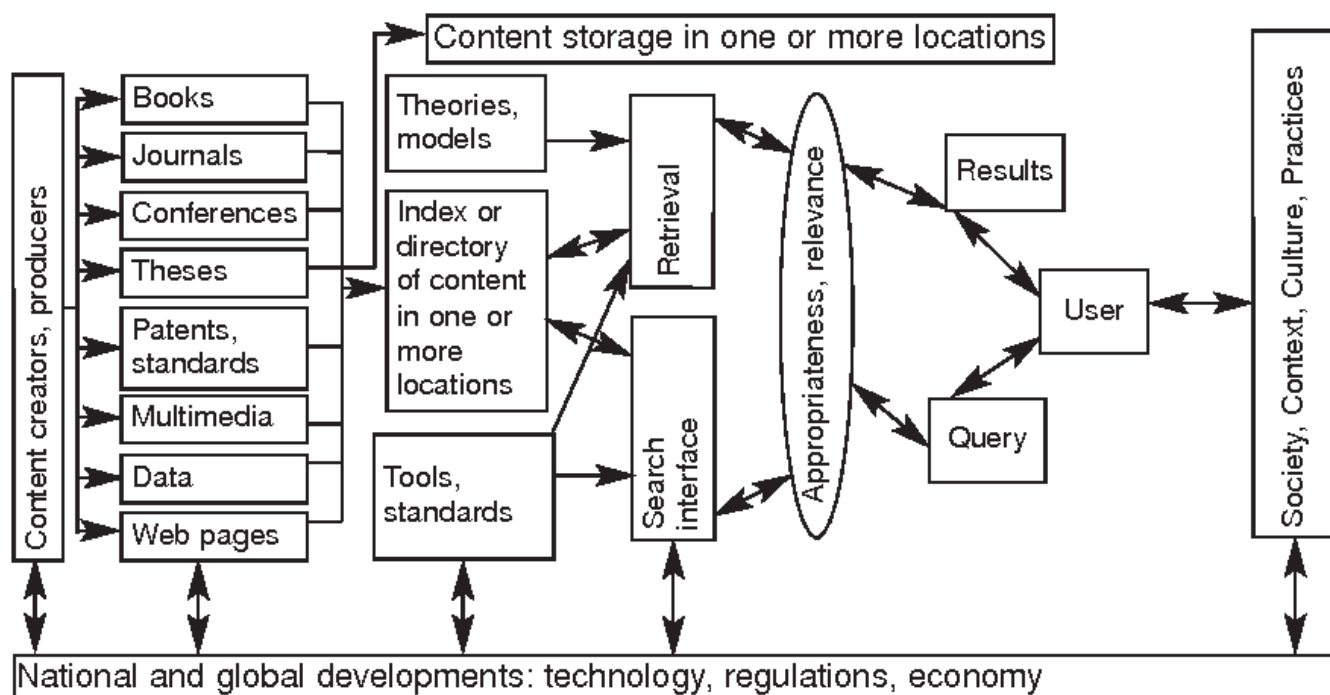 Content storage in one or more locations
Content creators, producers
Books
Journals
Conferences
Theses
Patents,
standards
Multimedia
Data
Web pages
Theories,
models
Index or
directory
of content
in one or
more
locations
Tools,
standards
Retrieval
Search
interface
Appropriateness, relevance
Results
User
Query
Society, Context, Culture, Practices
National and global developments: technology, regulations, economy